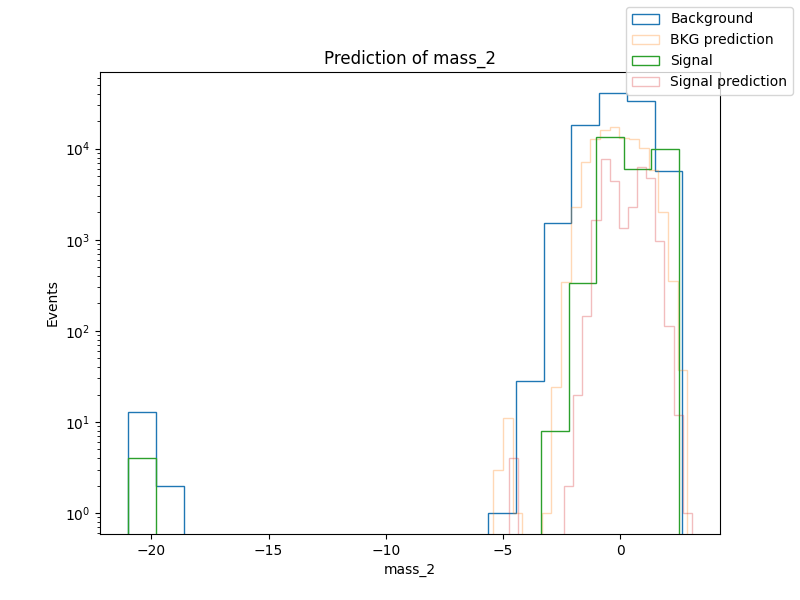 Prediction of mass_2
Background
BKG prediction
Signal
Signal prediction
Events
10^4
10^3
10^2
10^1
10^0
−20
−15
−10
−5
0
mass_2